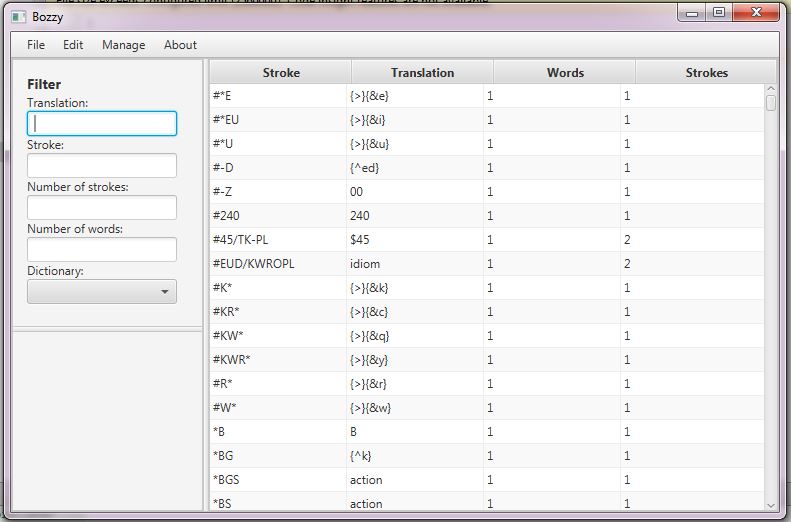 Bozzy
File Edit Manage About
Filter
Translation:
Stroke:
Number of strokes:
Number of words:
Dictionary:
Stroke Translation Words Strokes
#*E {>}{&e} 1 1
#*EU {>}{&i} 1 1
#*U {>}{&u} 1 1
#-D {^ed} 1 1
#-Z 00 1 1
#240 240 1 1
#45/TK-PL $45 1 2
#EUD/KWROPL idiom 1 2
#K* {>}{&k} 1 1
#KR* {>}{&c} 1 1
#KW* {>}{&q} 1 1
#KWR* {>}{&y} 1 1
#R* {>}{&r} 1 1
#W* {>}{&w} 1 1
*B B 1 1
*BG {^k} 1 1
*BGS action 1 1
*BS action 1 1